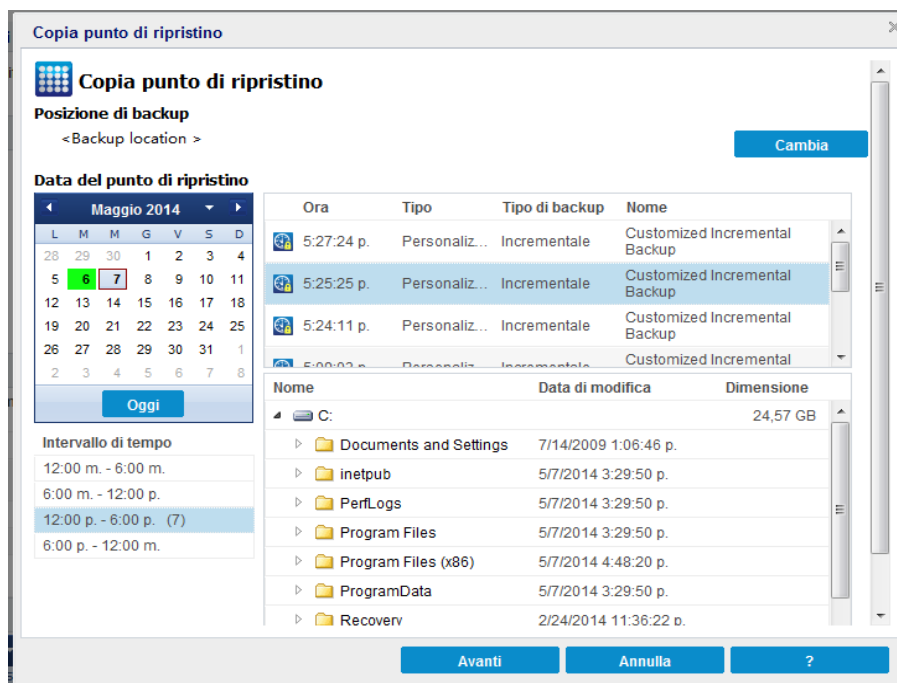 Copia punto di ripristino
Copia punto di ripristino
Posizione di backup
<Backup location >
Cambia
Data del punto di ripristino
Maggio 2014
L M M G V S D
28 29 30 1 2 3 4
5 6 7 8 9 10 11
12 13 14 15 16 17 18
19 20 21 22 23 24 25
26 27 28 29 30 31 1
2 3 4 5 6 7 8
Oggi
Intervallo di tempo
12:00 m. - 6:00 m.
6:00 m. - 12:00 p.
12:00 p. - 6:00 p. (7)
6:00 p. - 12:00 m.
Ora Tipo Tipo di backup Nome
5:27:24 p. Personaliz... Incrementale Customized Incremental Backup
5:25:25 p. Personaliz... Incrementale Customized Incremental Backup
5:24:11 p. Personaliz... Incrementale Customized Incremental Backup
Personaliz... Incrementale Customized Incremental
Nome Data di modifica Dimensione
C: 24,57 GB
Documents and Settings 7/14/2009 1:06:46 p.
inetpub 5/7/2014 3:29:50 p.
PerfLogs 5/7/2014 3:29:50 p.
Program Files 5/7/2014 3:29:50 p.
Program Files (x86) 5/7/2014 4:48:20 p.
ProgramData 5/7/2014 3:29:50 p.
Recovery 2/24/2014 11:36:22 p.
Avanti Annulla ?